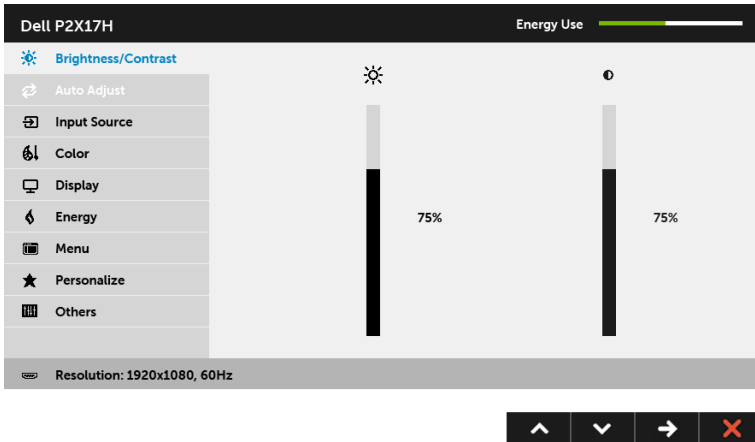 Dell P2X17H
Energy Use
Brightness/Contrast
Auto Adjust
Input Source
Color
Display
Energy
Menu
Personalize
Others
75%
75%
Resolution: 1920x1080, 60Hz